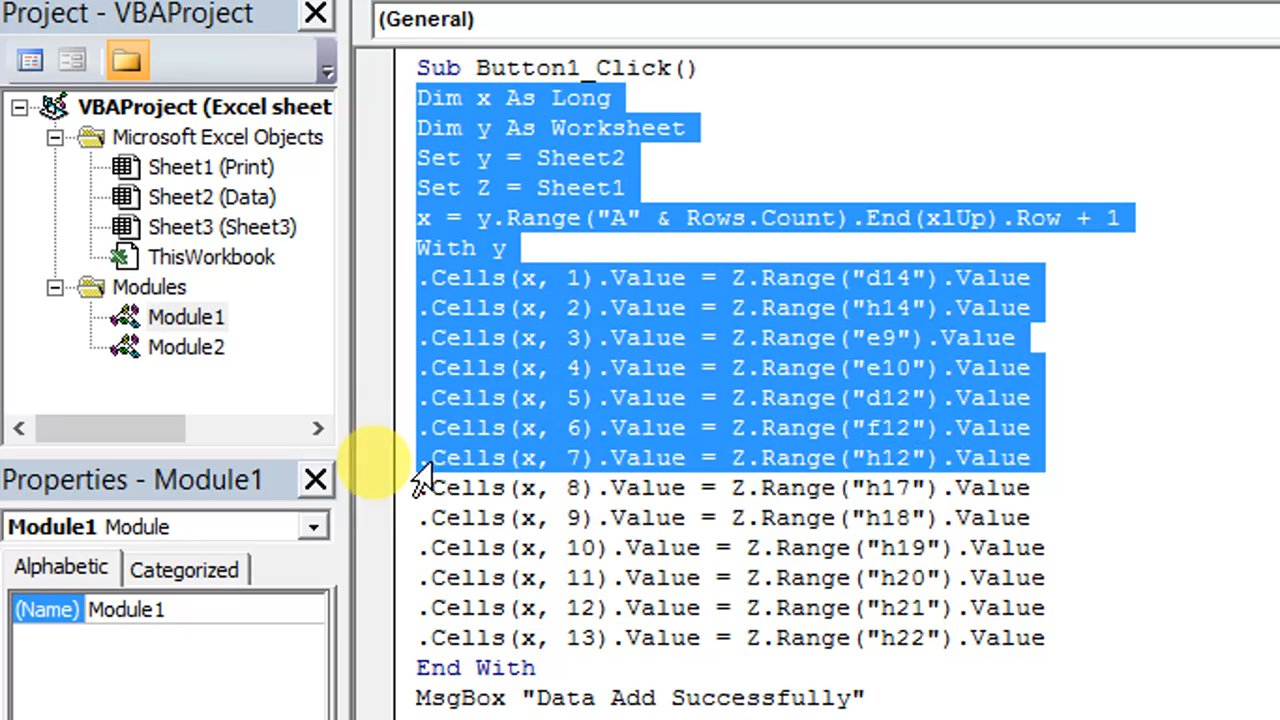 Project - VBAProject
VBAProject (Excel sheet
Microsoft Excel Objects
Sheet1 (Print)
Sheet2 (Data)
Sheet3 (Sheet3)
ThisWorkbook
Modules
Module1
Module2
Properties - Module1
Module1 Module
Alphabetic Categorized
(Name) Module1
(General)
Sub Button1_Click()
Dim x As Long
Dim y As Worksheet
Set y = Sheet2
Set Z = Sheet1
x = y.Range("A" & Rows.Count).End(xlUp).Row + 1
With y
.Cells(x, 1).Value = Z.Range("d14").Value
.Cells(x, 2).Value = Z.Range("h14").Value
.Cells(x, 3).Value = Z.Range("e9").Value
.Cells(x, 4).Value = Z.Range("e10").Value
.Cells(x, 5).Value = Z.Range("d12").Value
.Cells(x, 6).Value = Z.Range("f12").Value
.Cells(x, 7).Value = Z.Range("h12").Value
.Cells(x, 8).Value = Z.Range("h17").Value
.Cells(x, 9).Value = Z.Range("h18").Value
.Cells(x, 10).Value = Z.Range("h19").Value
.Cells(x, 11).Value = Z.Range("h20").Value
.Cells(x, 12).Value = Z.Range("h21").Value
.Cells(x, 13).Value = Z.Range("h22").Value
End With
MsgBox "Data Add Successfully"